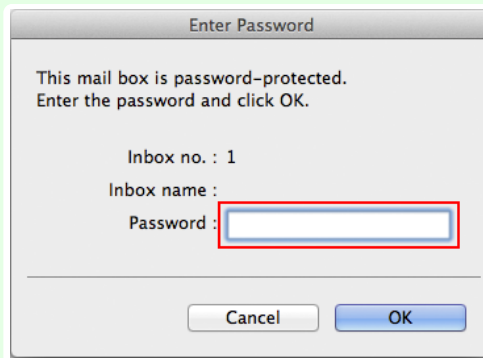 Enter Password
This mail box is password-protected.
Enter the password and click OK.
Inbox no. : 1
Inbox name :
Password :
Cancel OK